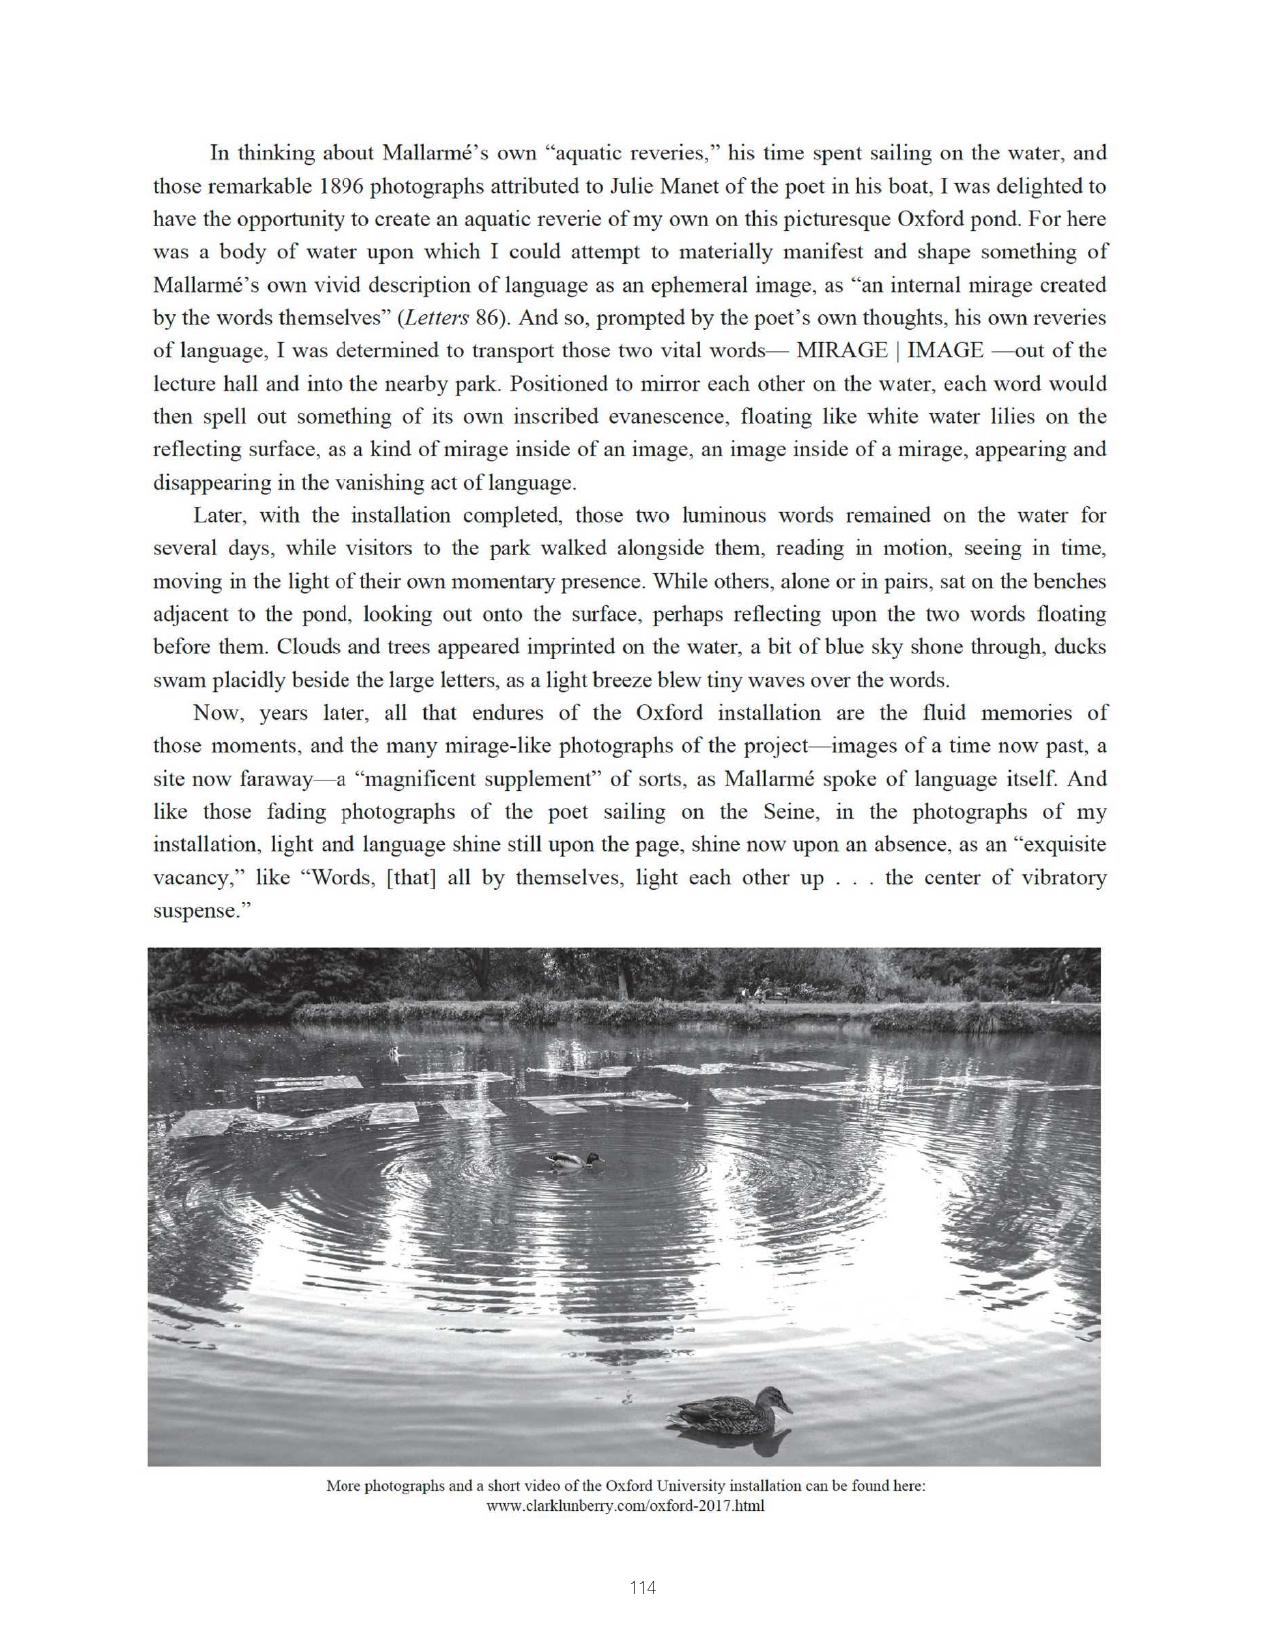 In thinking about Mallarmé’s own “aquatic reveries,” his time spent sailing on the water, and
those remarkable 1896 photographs attributed to Julie Manet of the poet in his boat, I was delighted to
have the opportunity to create an aquatic reverie of my own on this picturesque Oxford pond. For here
was a body of water upon which I could attempt to materially manifest and shape something of
Mallarmé’s own vivid description of language as an ephemeral image, as “an internal mirage created
by the words themselves” (Letters 86). And so, prompted by the poet’s own thoughts, his own reveries
of language, I was determined to transport those two vital words— MIRAGE | IMAGE —out of the
lecture hall and into the nearby park. Positioned to mirror each other on the water, each word would
then spell out something of its own inscribed evanescence, floating like white water lilies on the
reflecting surface, as a kind of mirage inside of an image, an image inside of a mirage, appearing and
disappearing in the vanishing act of language.
Later, with the installation completed, those two luminous words remained on the water for
several days, while visitors to the park walked alongside them, reading in motion, seeing in time,
moving in the light of their own momentary presence. While others, alone or in pairs, sat on the benches
adjacent to the pond, looking out onto the surface, perhaps reflecting upon the two words floating
before them. Clouds and trees appeared imprinted on the water, a bit of blue sky shone through, ducks
swam placidly beside the large letters, as a light breeze blew tiny waves over the words.
Now, years later, all that endures of the Oxford installation are the fluid memories of
those moments, and the many mirage-like photographs of the project—images of a time now past, a
site now faraway—a “magnificent supplement” of sorts, as Mallarmé spoke of language itself. And
like those fading photographs of the poet sailing on the Seine, in the photographs of my
installation, light and language shine still upon the page, shine now upon an absence, as an “exquisite
vacancy,” like “Words, [that] all by themselves, light each other up . . . the center of vibratory
suspense.”
More photographs and a short video of the Oxford University installation can be found here:
www.clarklunberry.com/oxford-2017.html
114